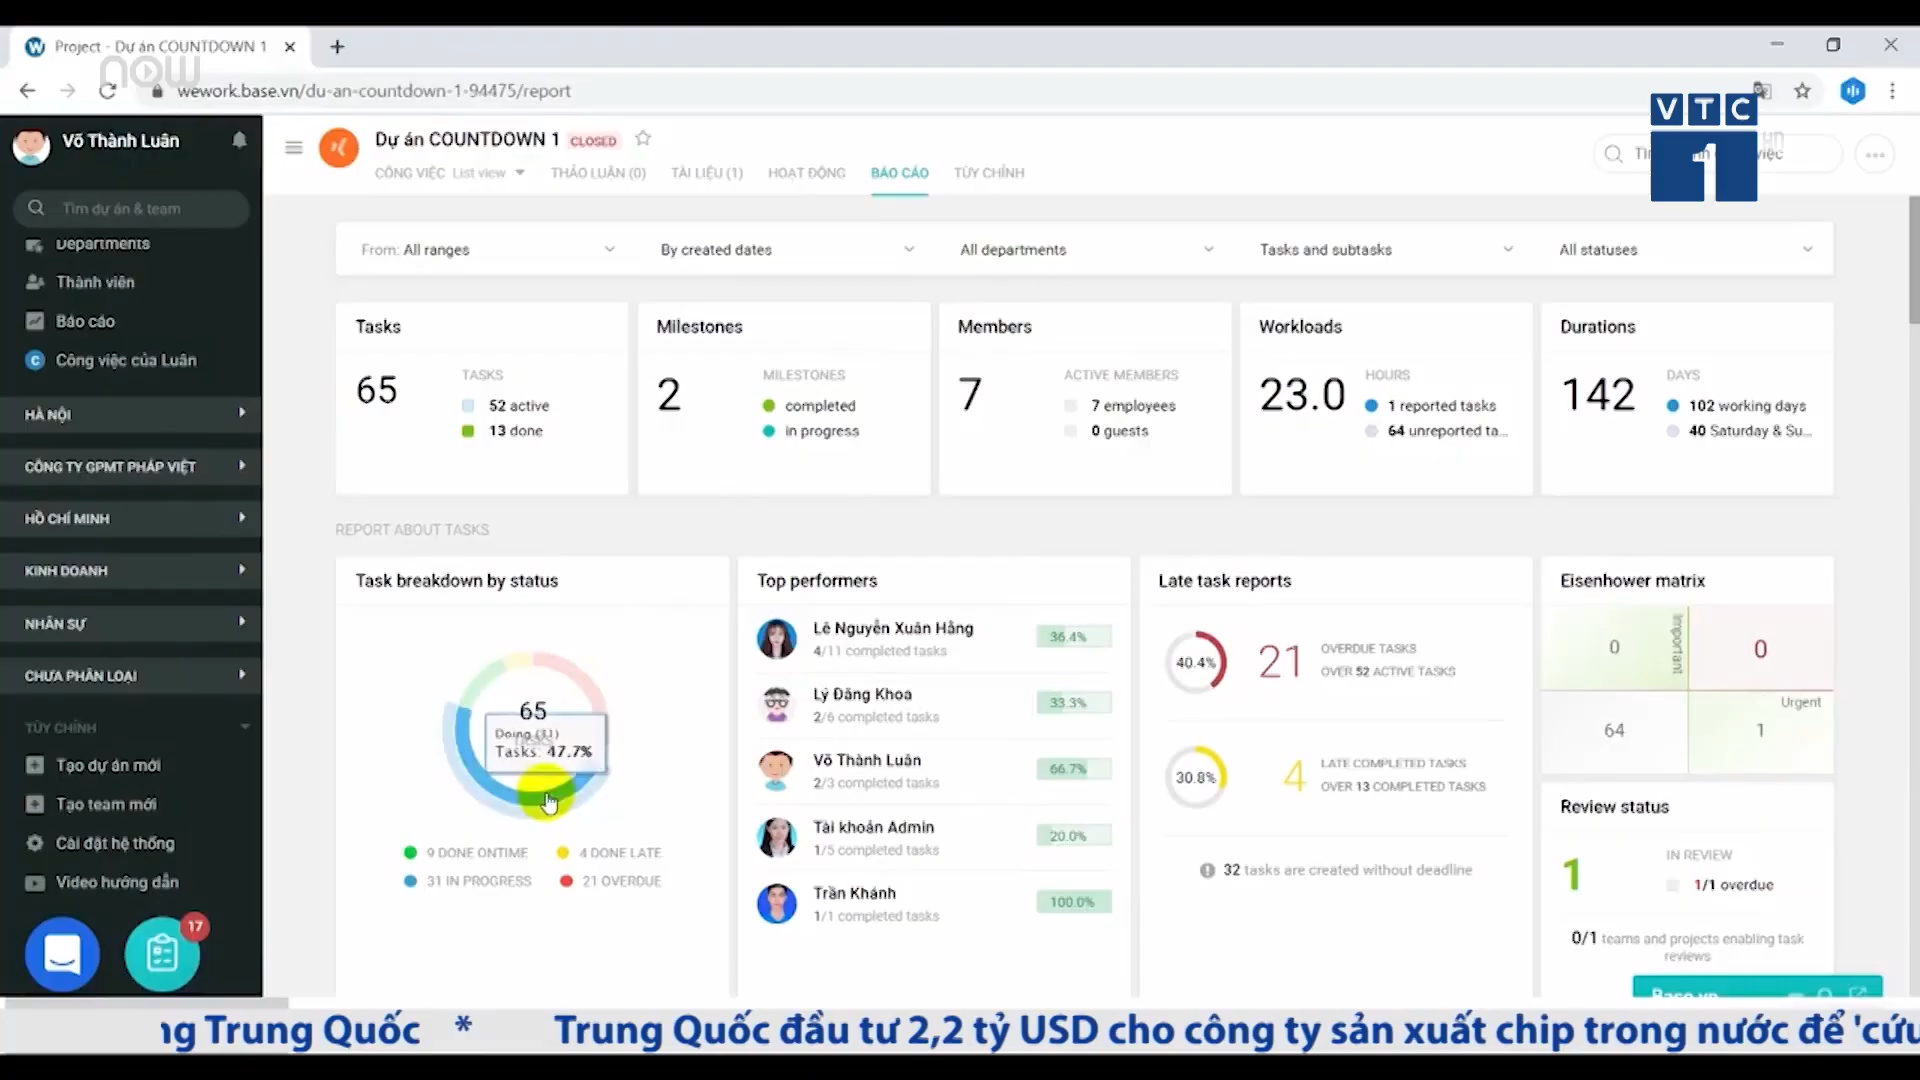 Project - Dự án COUNTDOWN 1
now
wework.base.vn/du-an-countdown-1-94475/report
VTC
1
HD
Võ Thành Luân
Tìm dự án & team
Departments
Thành viên
Báo cáo
C Công việc của Luân
HÀ NỘI
CÔNG TY GPMT PHÁP VIỆT
HỒ CHÍ MINH
KINH DOANH
NHÂN SỰ
CHƯA PHÂN LOẠI
TÙY CHỈNH
Tạo dự án mới
Tạo team mới
Cài đặt hệ thống
Video hướng dẫn
17
Dự án COUNTDOWN 1 CLOSED
CÔNG VIỆC List view THẢO LUẬN (0) TÀI LIỆU (1) HOẠT ĐỘNG BÁO CÁO TÙY CHỈNH
việc
From: All ranges By created dates All departments Tasks and subtasks All statuses
Tasks
65
TASKS
52 active
13 done
Milestones
2
MILESTONES
completed
in progress
Members
7
ACTIVE MEMBERS
7 employees
0 guests
Workloads
23.0
HOURS
1 reported tasks
64 unreported ta...
Durations
142
DAYS
102 working days
40 Saturday & Su...
REPORT ABOUT TASKS
Task breakdown by status
65
Doing (31)
Tasks: 47.7%
9 DONE ONTIME 4 DONE LATE
31 IN PROGRESS 21 OVERDUE
Top performers
Lê Nguyễn Xuân Hằng
4/11 completed tasks
36.4%
Lý Đăng Khoa
2/6 completed tasks
33.3%
Võ Thành Luân
2/3 completed tasks
66.7%
Tài khoản Admin
1/5 completed tasks
20.0%
Trần Khánh
1/1 completed tasks
100.0%
Late task reports
40.4%
21
OVERDUE TASKS
OVER 52 ACTIVE TASKS
30.8%
4
LATE COMPLETED TASKS
OVER 13 COMPLETED TASKS
32 tasks are created without deadline
Eisenhower matrix
0 Important 0
Urgent
64 1
Review status
1
IN REVIEW
1/1 overdue
0/1 teams and projects enabling task
reviews
Base.vn
ng Trung Quốc * Trung Quốc đầu tư 2,2 tỷ USD cho công ty sản xuất chip trong nước để 'cứu